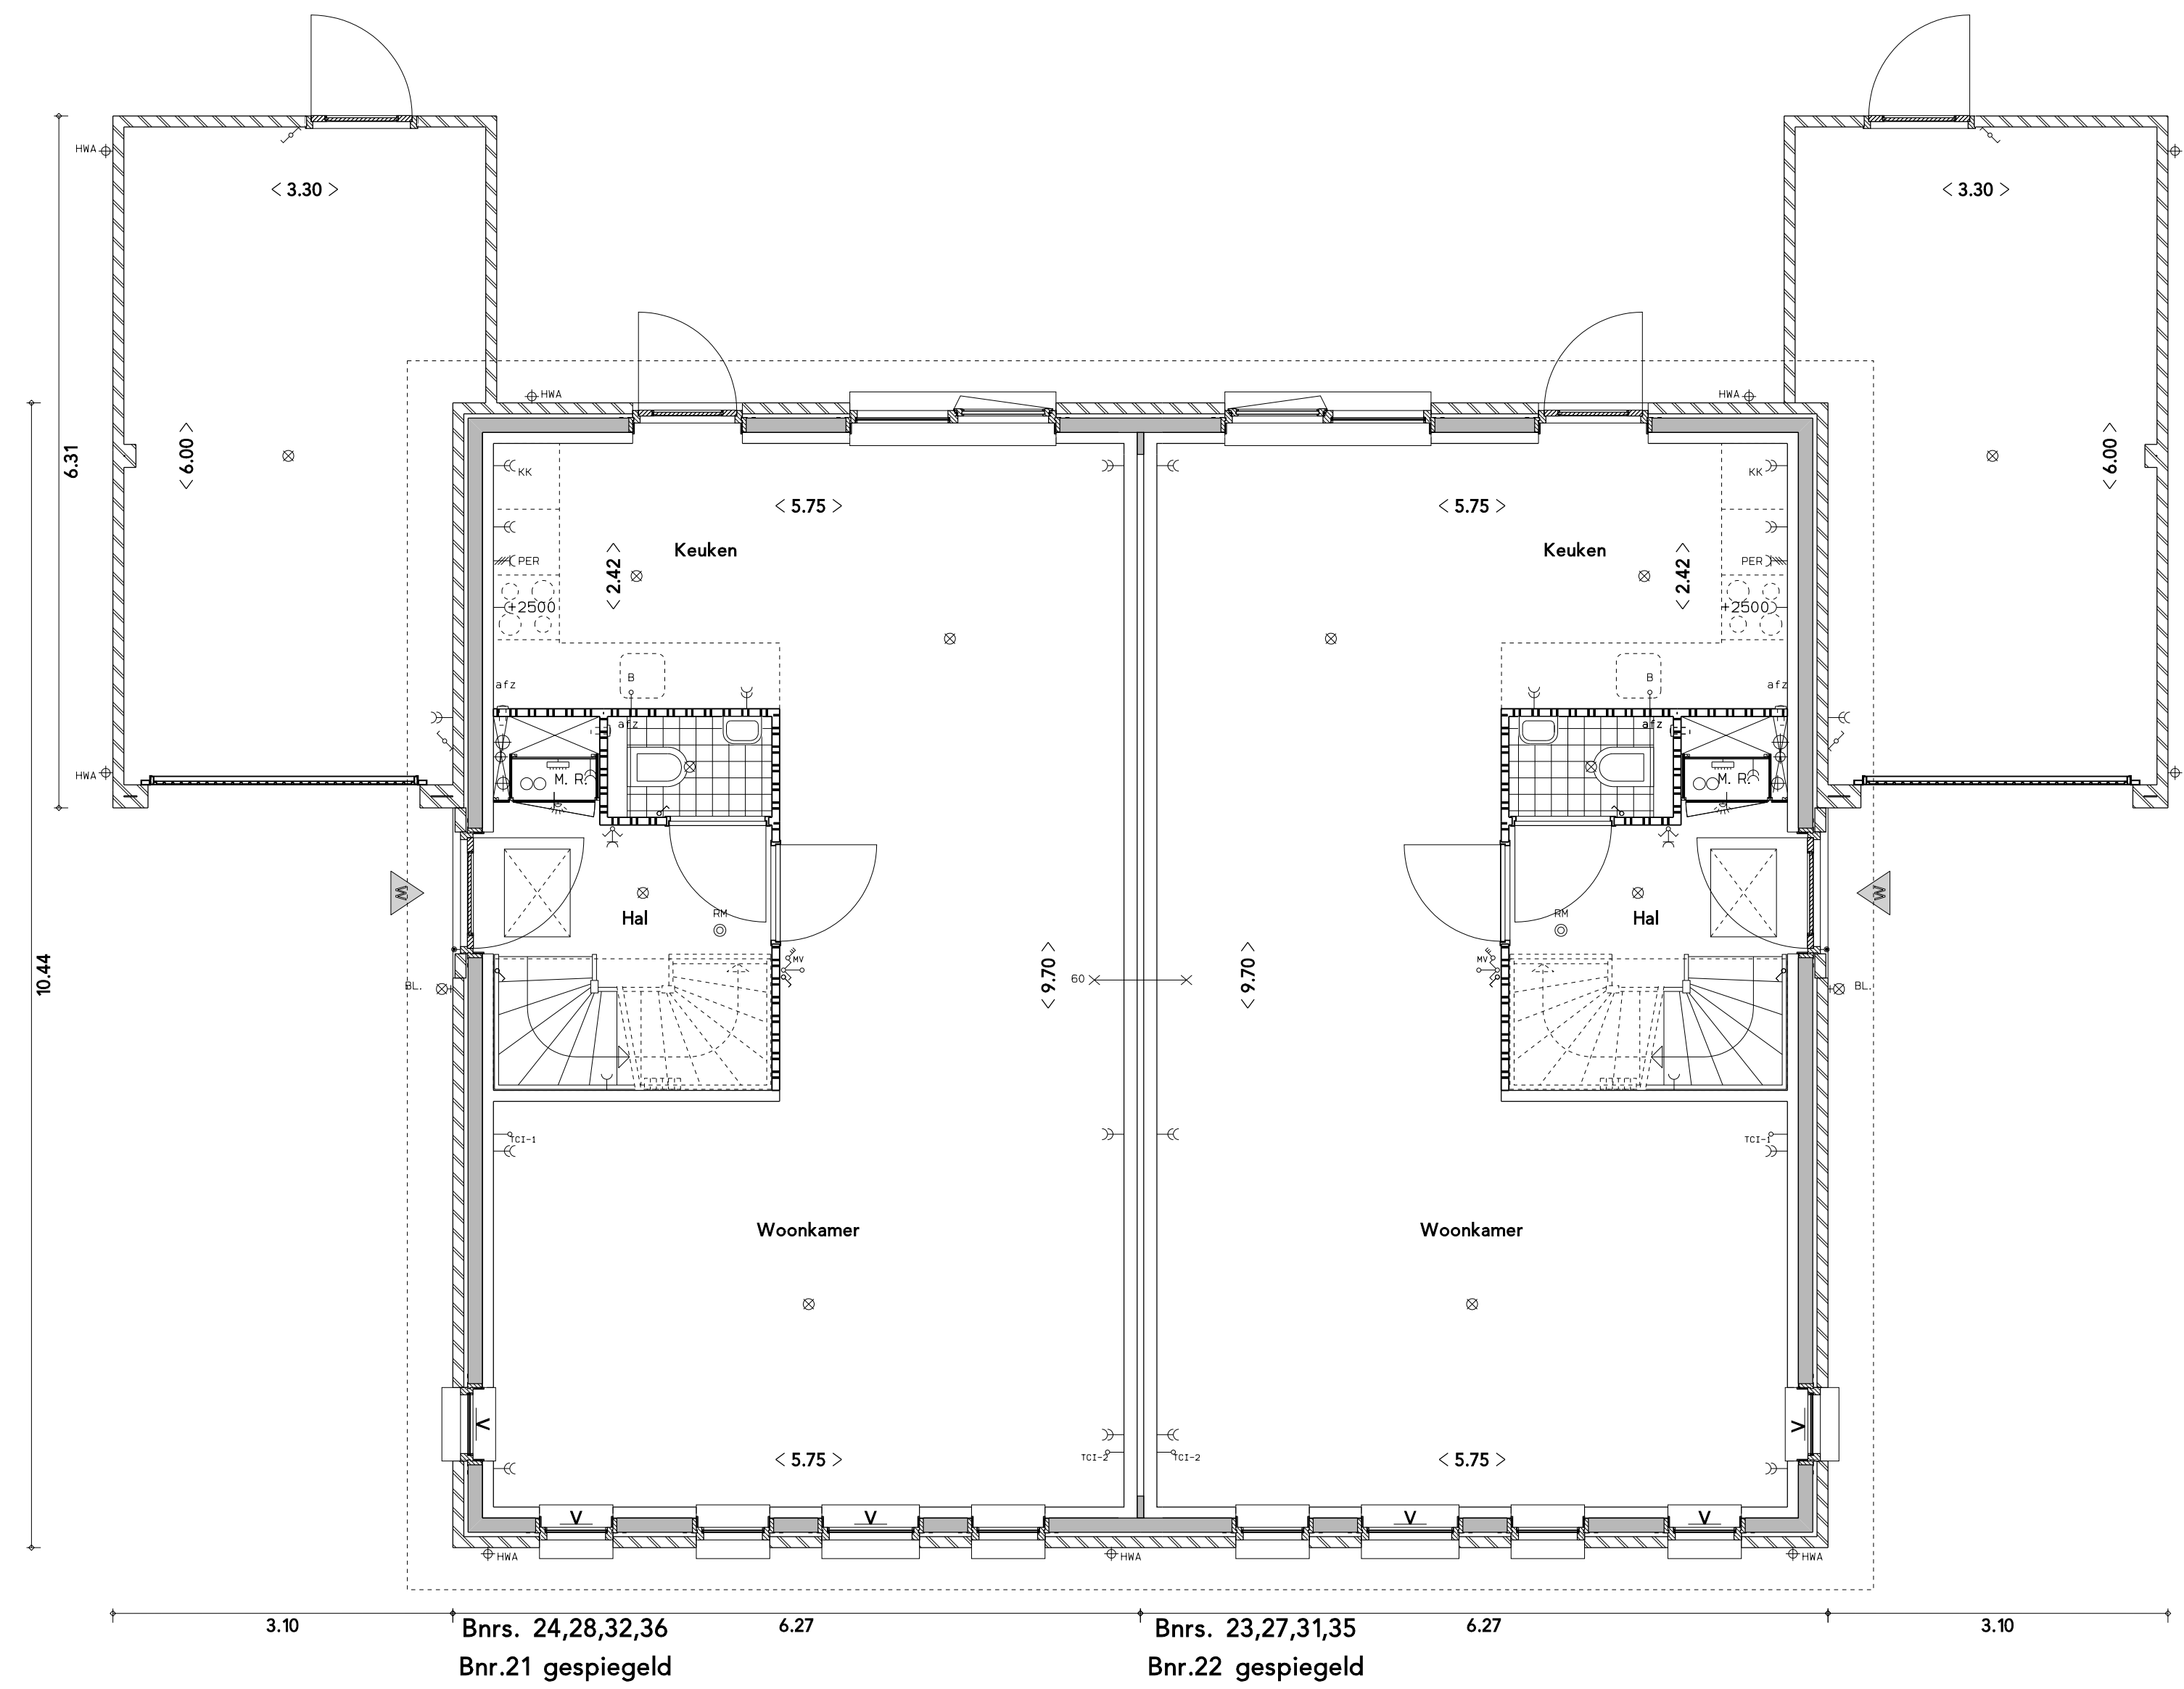 HWA
< 3.30 >
< 3.30 >
HWA
HWA
6.31
< 6.00 >
< 6.00 >
KK
KK
< 5.75 >
< 5.75 >
Keuken
Keuken
PER
PER
< 2.42 >
< 2.42 >
+2500
+2500
afz
B
B
afz
afz
afz
HWA
M. R.
M. R.
W
W
Hal
RM
RM
Hal
10.44
BL.
MV
E
60
< 9.70 >
< 9.70 >
MV
E
BL.
TCI-1
TCI-1
Woonkamer
Woonkamer
V
V
< 5.75 >
TCI-2
TCI-2
< 5.75 >
V
V
V
V
HWA
HWA
HWA
3.10
Bnrs. 24,28,32,36
6.27
Bnrs. 23,27,31,35
6.27
3.10
Bnr.21 gespiegeld
Bnr.22 gespiegeld